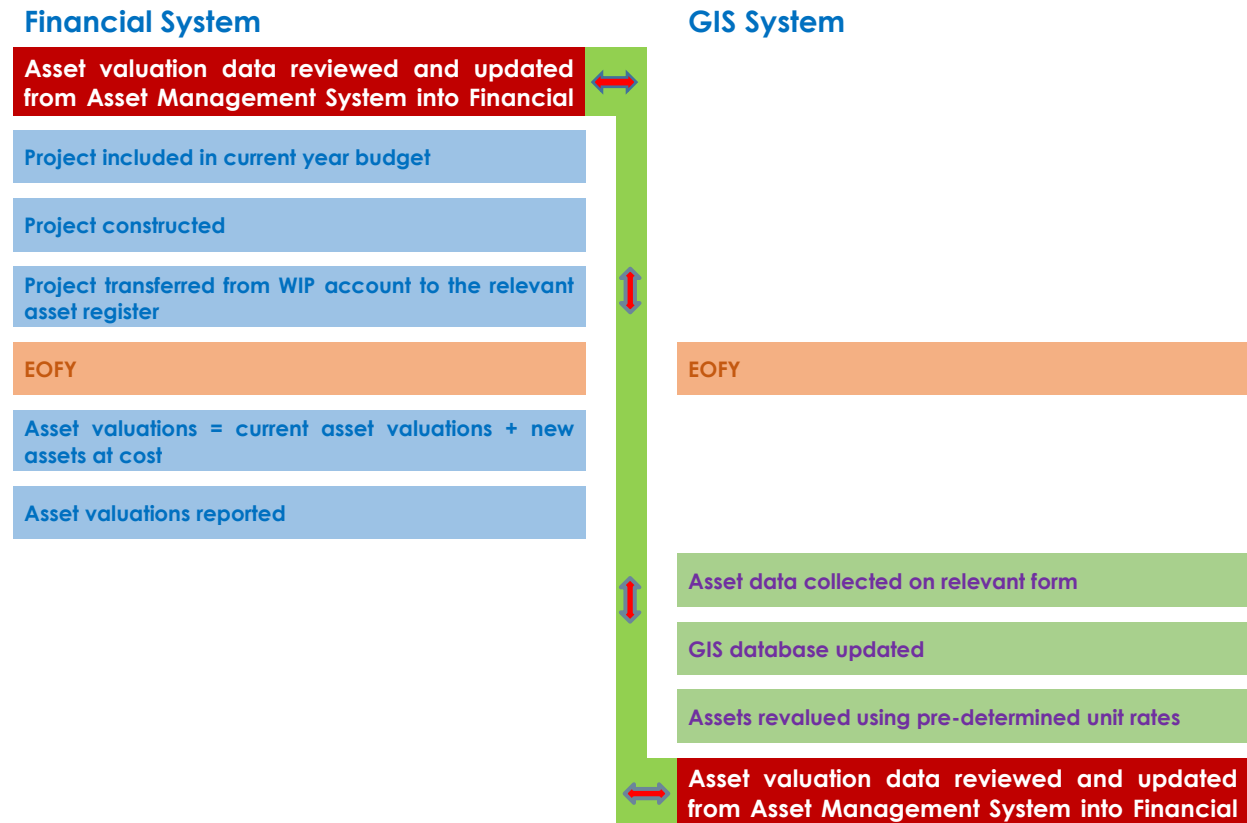 Financial System
GIS System
Asset valuation data reviewed and updated
from Asset Management System into Financial
Project included in current year budget
Project constructed
Project transferred from WIP account to the relevant
asset register
EOFY
EOFY
Asset valuations = current asset valuations + new
assets at cost
Asset valuations reported
Asset data collected on relevant form
GIS database updated
Assets revalued using pre-determined unit rates
Asset valuation data reviewed and updated
from Asset Management System into Financial